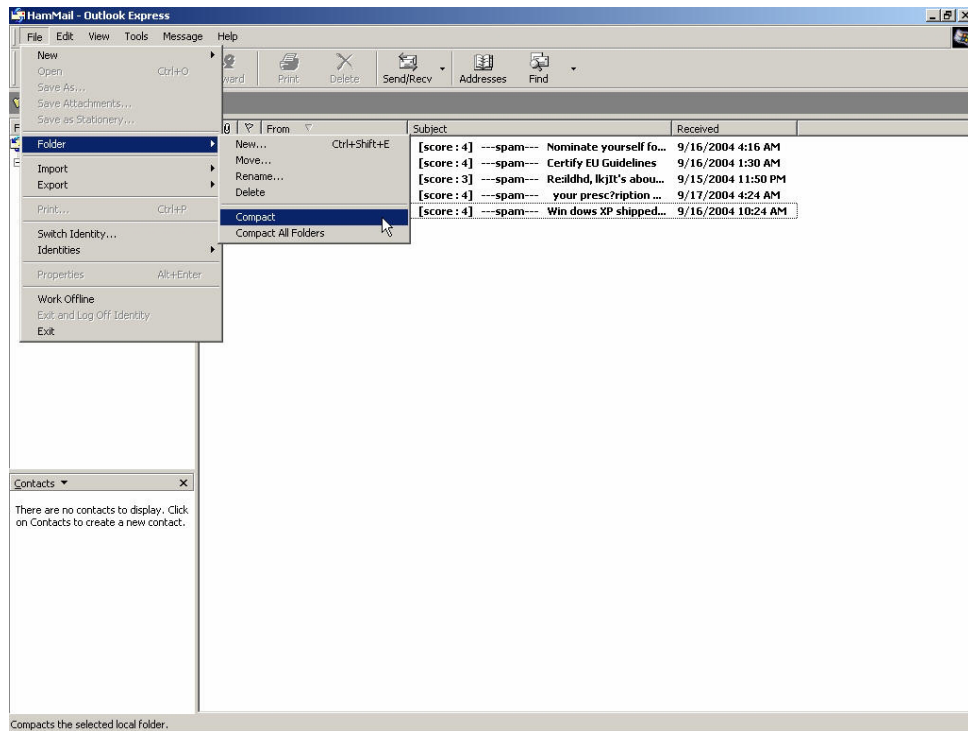 HamMail - Outlook Express
File Edit View Tools Message Help
ward Print Delete Send/Recv Addresses Find
New
Open Ctrl+O
Save As...
Save Attachments...
Save as Stationery...
Folder
Import
Export
Print... Ctrl+P
Switch Identity...
Identities
Properties Alt+Enter
Work Offline
Exit and Log Off Identity
Exit
New... Ctrl+Shift+E
Move...
Rename...
Delete
Compact
Compact All Folders
F From Subject Received
[score : 4] ---spam--- Nominate yourself fo... 9/16/2004 4:16 AM
[score : 4] ---spam--- Certify EU Guidelines 9/16/2004 1:30 AM
[score : 3] ---spam--- Re:ildhd, lkjIt's abou... 9/15/2004 11:50 PM
[score : 4] ---spam--- your presc?ription ... 9/17/2004 4:24 AM
[score : 4] ---spam--- Win dows XP shipped... 9/16/2004 10:24 AM
Contacts
There are no contacts to display. Click
on Contacts to create a new contact.
Compacts the selected local folder.